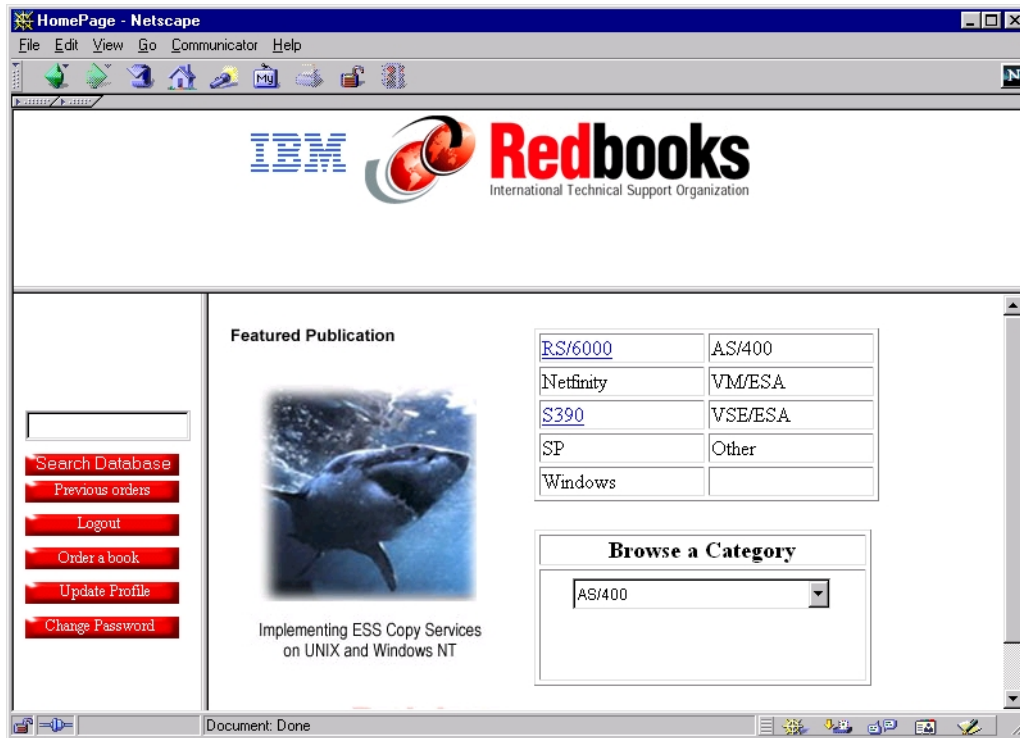 HomePage - Netscape
File Edit View Go Communicator Help
My
N
IBM Redbooks
International Technical Support Organization
Featured Publication
RS/6000 AS/400
Netfinity VM/ESA
S390 VSE/ESA
SP Other
Windows
Search Database
Previous orders
Logout
Order a book
Update Profile
Change Password
Browse a Category
AS/400
Implementing ESS Copy Services
on UNIX and Windows NT
Document: Done